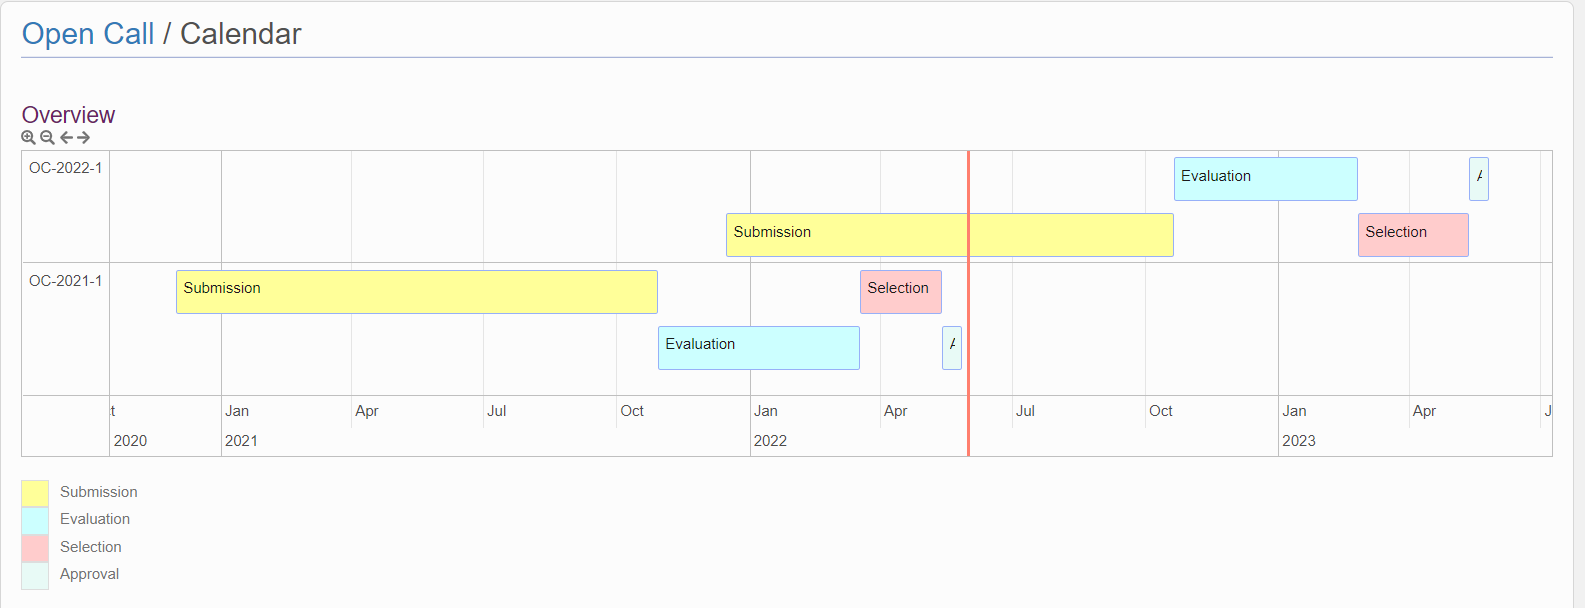 Open Call / Calendar
Overview
OC-2022-1
Evaluation
Submission
Selection
OC-2021-1
Submission
Selection
Evaluation
Jan Apr Jul Oct Jan Apr Jul Oct Jan Apr
2020 2021 2022 2023
Submission
Evaluation
Selection
Approval